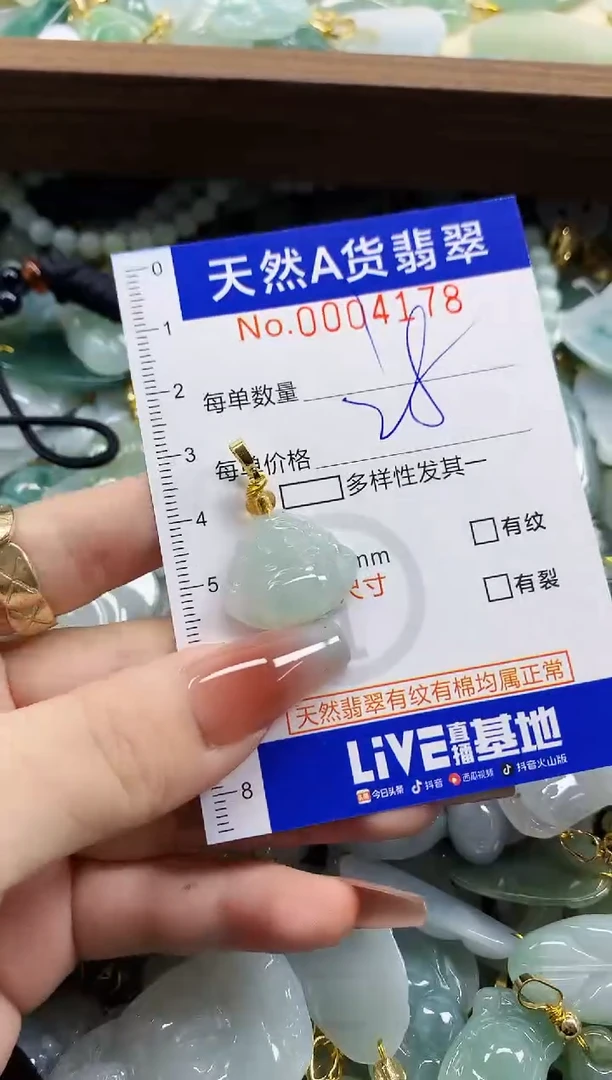 天然A货翡翠
No.0004178
每单数量
每单价格
多样性发其一
有纹
mm
尺寸
有裂
天然翡翠有纹有棉均属正常
LiVE直播基地
今日头条 抖音 西瓜视频 抖音火山版
0
1
2
3
4
5
8